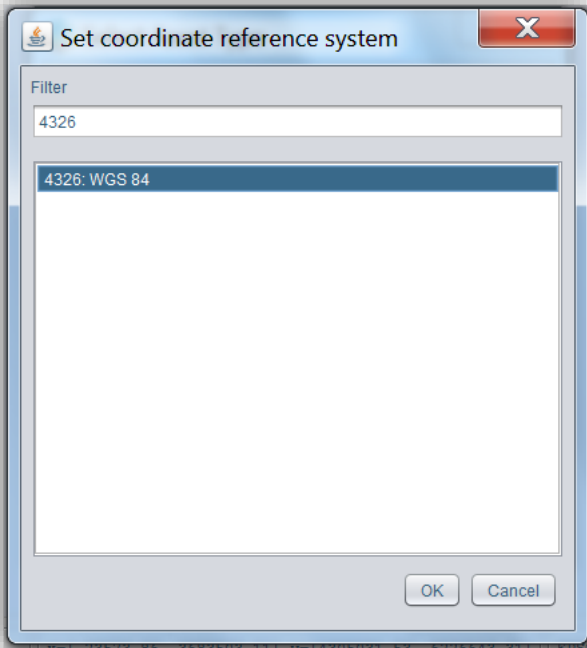 Set coordinate reference system
Filter
4326
4326: WGS 84
OK
Cancel